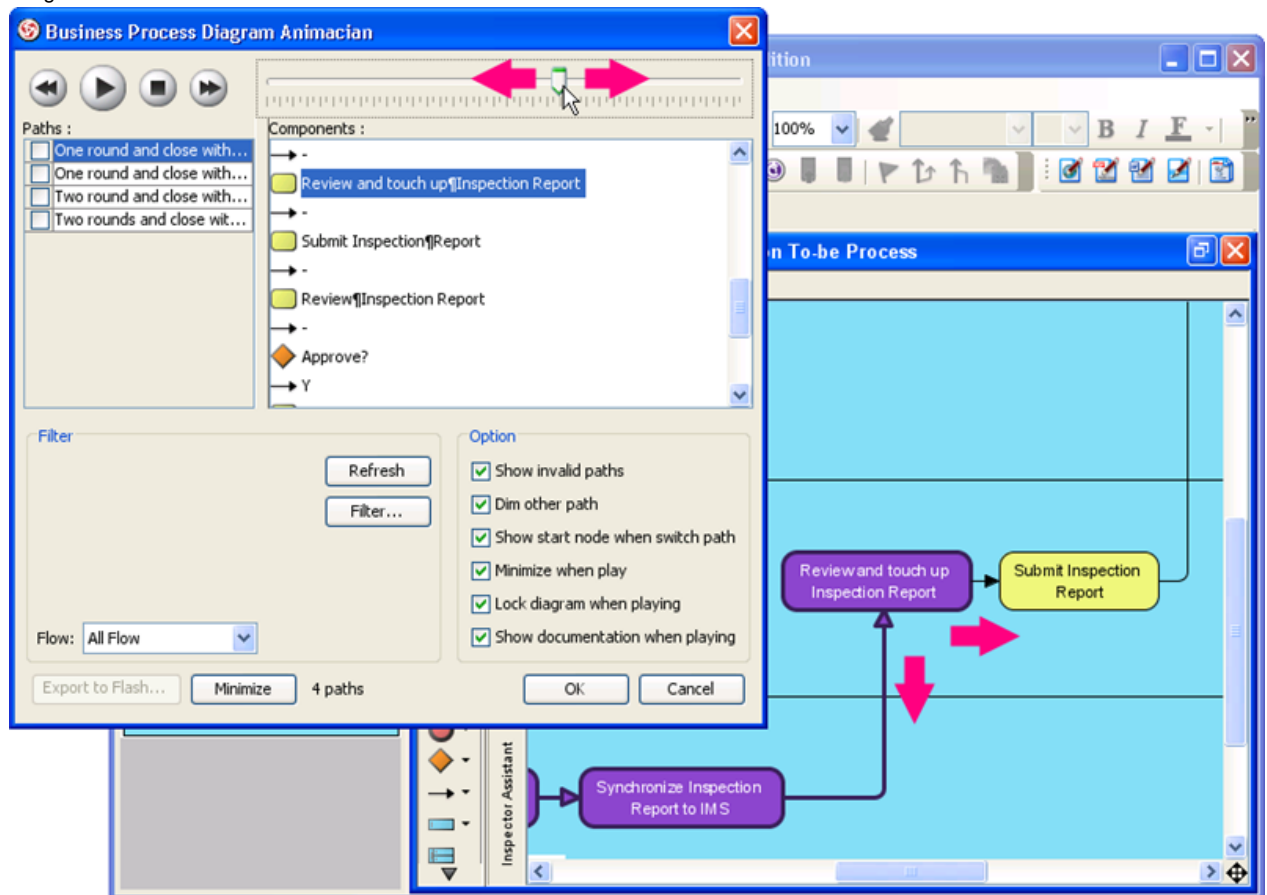 Business Process Diagram Animacian
ition
Paths :
Components :
100%
B I F
One round and close with...
One round and close with...
Two round and close with...
Two rounds and close wit...
-
Review and touch up¶Inspection Report
-
Submit Inspection¶Report
-
Review¶Inspection Report
-
Approve?
Y
n To-be Process
Filter
Refresh
Filter...
Flow: All Flow
Option
Show invalid paths
Dim other path
Show start node when switch path
Minimize when play
Lock diagram when playing
Show documentation when playing
Export to Flash...
Minimize
4 paths
OK
Cancel
Review and touch up
Inspection Report
Submit Inspection
Report
Inspector Assistant
Synchronize Inspection
Report to IMS